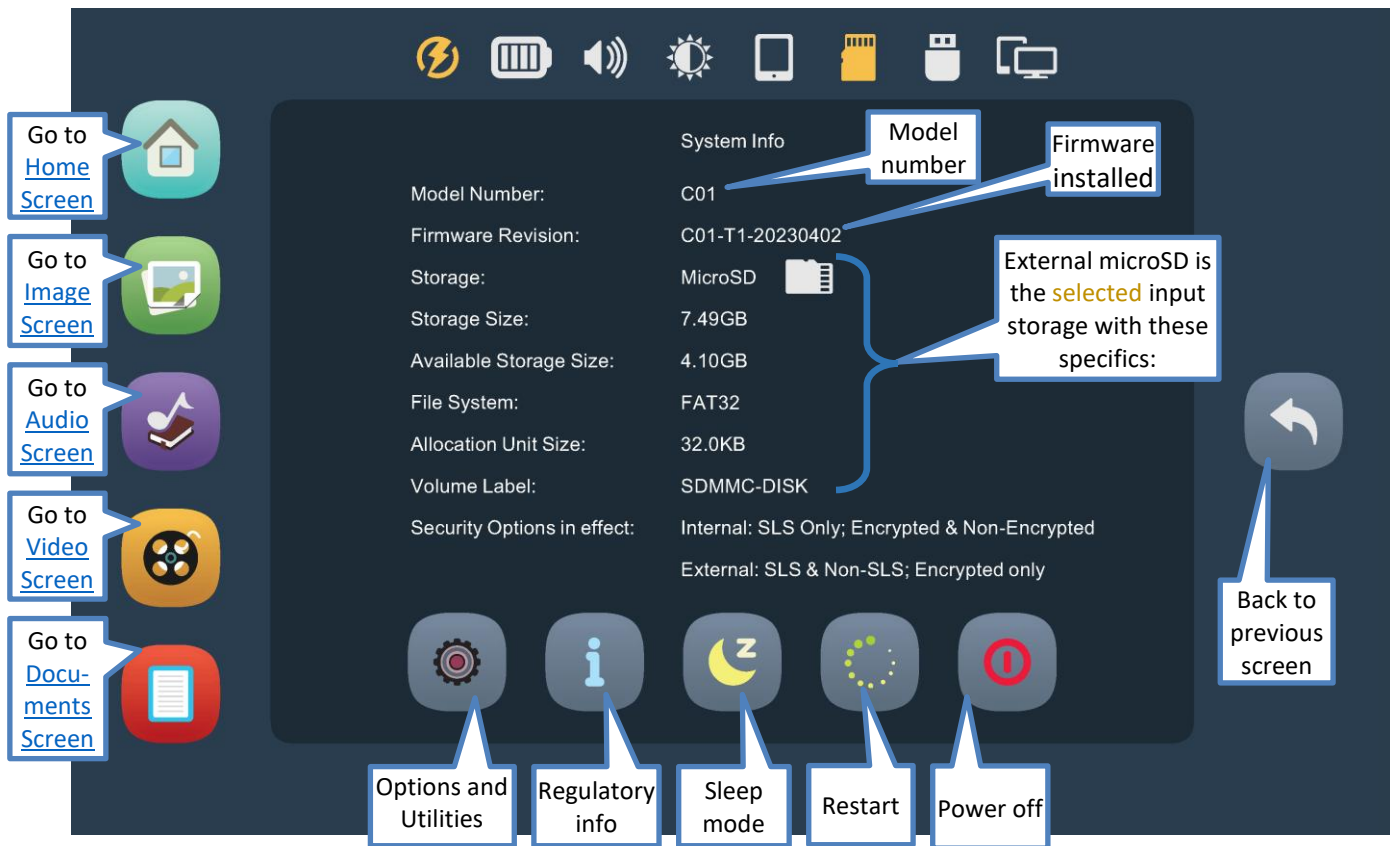 Go to
Home
Screen
Go to
Image
Screen
Go to
Audio
Screen
Go to
Video
Screen
Go to
Docu-
ments
Screen
System Info
Model
number
Firmware
installed
Model Number: C01
Firmware Revision: C01-T1-20230402
Storage: MicroSD
Storage Size: 7.49GB
Available Storage Size: 4.10GB
File System: FAT32
Allocation Unit Size: 32.0KB
Volume Label: SDMMC-DISK
Security Options in effect: Internal: SLS Only; Encrypted & Non-Encrypted
External: SLS & Non-SLS; Encrypted only
External microSD is
the selected input
storage with these
specifics:
Back to
previous
screen
Options and
Utilities
Regulatory
info
Sleep
mode
Restart
Power off